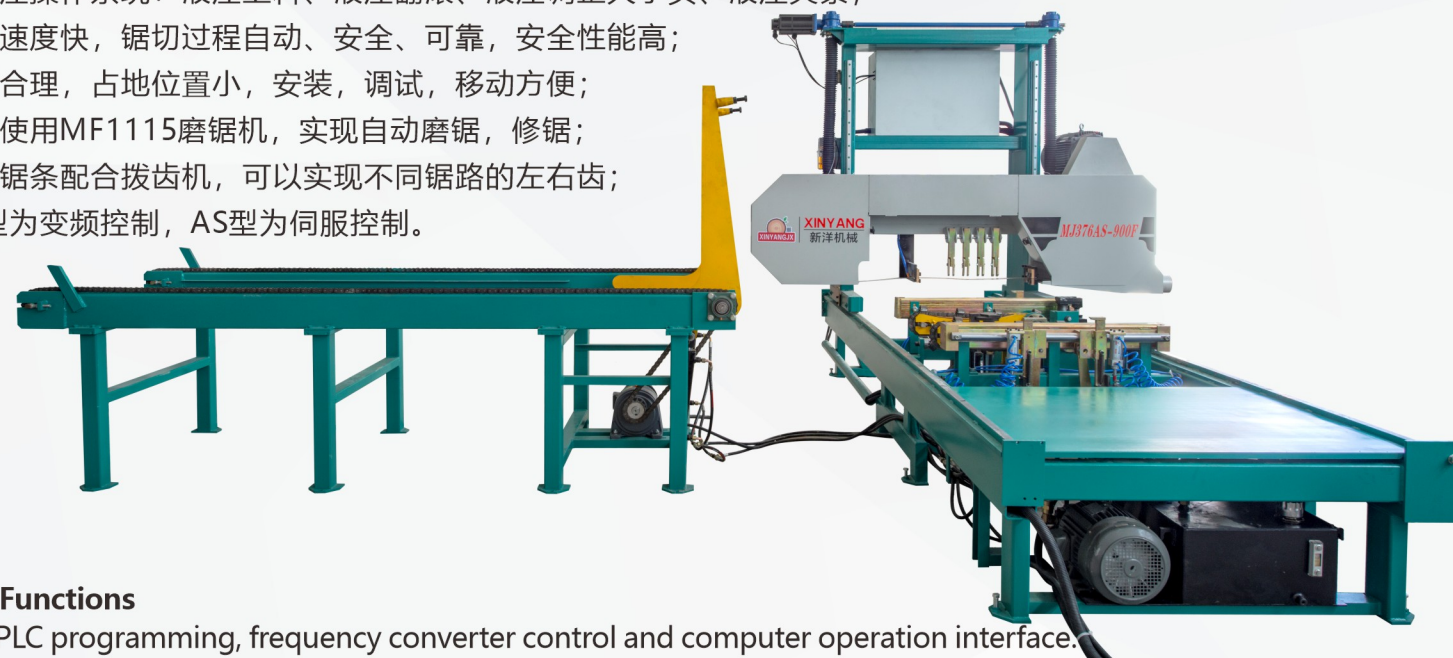 速度快，锯切过程自动、安全、可靠，安全性能高；
合理，占地位置小，安装，调试，移动方便；
使用MF1115磨锯机，实现自动磨锯，修锯；
锯条配合拨齿机，可以实现不同锯路的左右齿；
型为变频控制，AS型为伺服控制。
XINYANGJX
XINYANG
新洋机械
MJ376AS-900F
Functions
PLC programming, frequency converter control and computer operation interface.